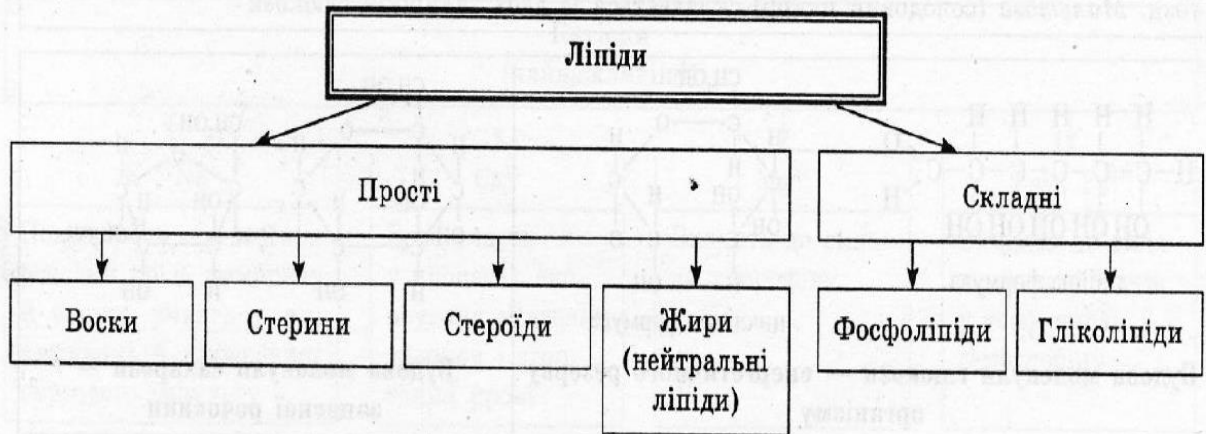 Ліпіди
Прості
Складні
Воски
Стерини
Стероїди
Жири
(нейтральні
ліпіди)
Фосфоліпіди
Гліколіпіди